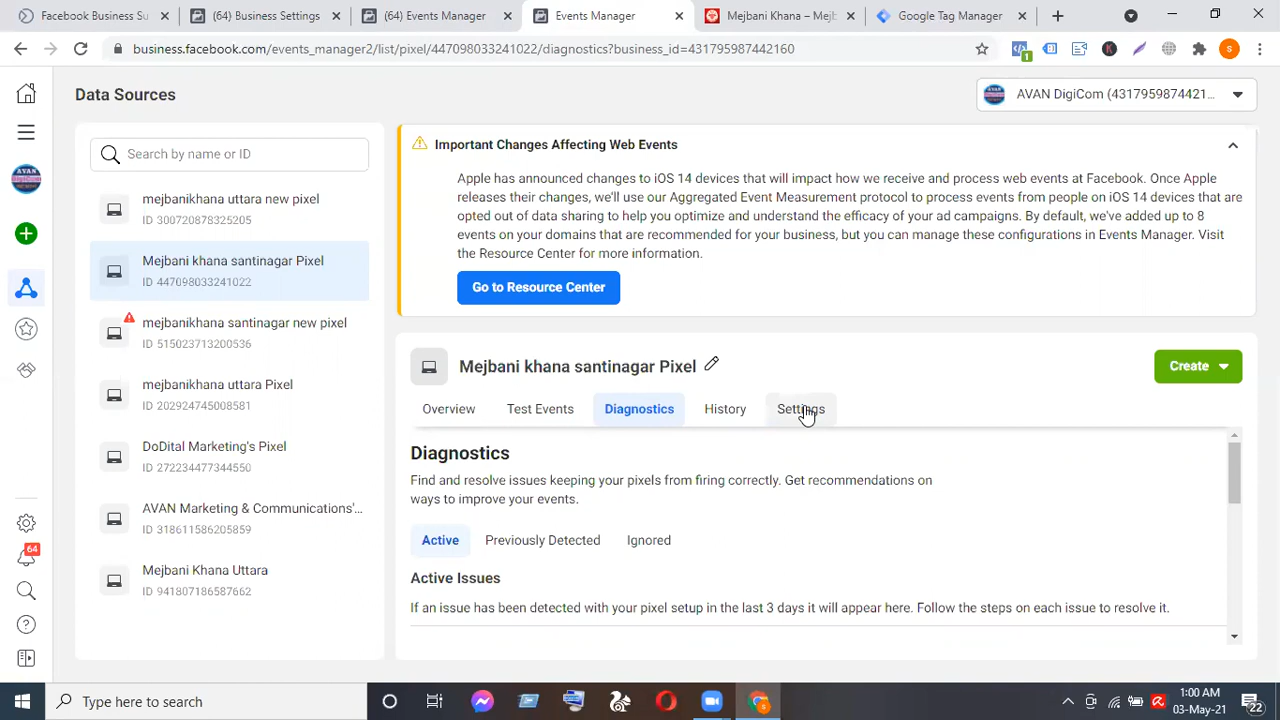 Facebook Business Su
(64) Business Settings
(64) Events Manager
Events Manager
Mejbani Khana – Mejb
Google Tag Manager
business.facebook.com/events_manager2/list/pixel/447098033241022/diagnostics?business_id=431795987442160
1
K
s
Data Sources
AVAN DigiCom (4317959874421...
Search by name or ID
mejbanikhana uttara new pixel
ID 300720878325205
Mejbani khana santinagar Pixel
ID 447098033241022
mejbanikhana santinagar new pixel
ID 515023713200536
mejbanikhana uttara Pixel
ID 202924745008581
DoDital Marketing's Pixel
ID 272234477344550
AVAN Marketing & Communications'...
ID 318611586205859
Mejbani Khana Uttara
ID 941807186587662
64
Important Changes Affecting Web Events
Apple has announced changes to iOS 14 devices that will impact how we receive and process web events at Facebook. Once Apple
releases their changes, we'll use our Aggregated Event Measurement protocol to process events from people on iOS 14 devices that are
opted out of data sharing to help you optimize and understand the efficacy of your ad campaigns. By default, we've added up to 8
events on your domains that are recommended for your business, but you can manage these configurations in Events Manager. Visit
the Resource Center for more information.
Go to Resource Center
Mejbani khana santinagar Pixel
Create
Overview
Test Events
Diagnostics
History
Settings
Diagnostics
Find and resolve issues keeping your pixels from firing correctly. Get recommendations on
ways to improve your events.
Active
Previously Detected
Ignored
Active Issues
If an issue has been detected with your pixel setup in the last 3 days it will appear here. Follow the steps on each issue to resolve it.
Type here to search
1:00 AM
03-May-21
22